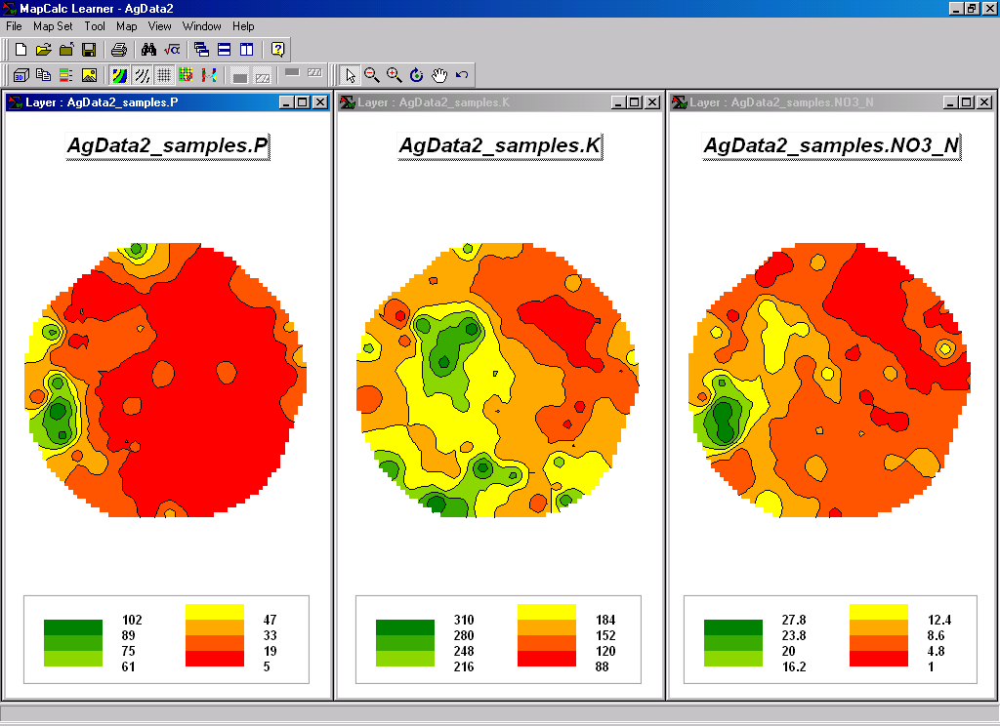 MapCalc Learner - AgData2
File Map Set Tool Map View Window Help
Layer : AgData2_samples.P
Layer : AgData2_samples.K
Layer : AgData2_samples.NO3_N
AgData2_samples.P
AgData2_samples.K
AgData2_samples.NO3_N
102 47
89 33
75 19
61 5
310 184
280 152
248 120
216 88
27.8 12.4
23.8 8.6
20 4.8
16.2 1